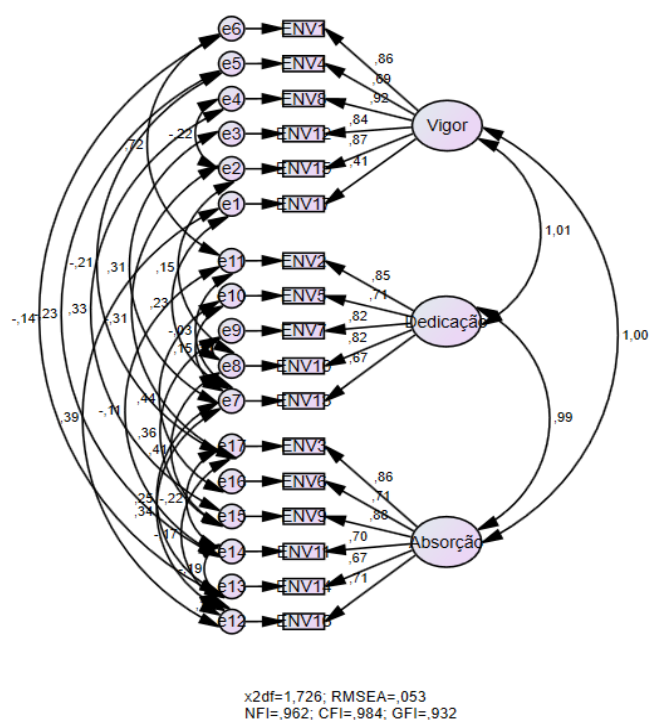 e6 ENV1
,86
e5 ENV4
,69
e4 ENV8
,92
Vigor
e3 ENV12
,84
,72
-,22
,87
e2
,41
e1
1,01
e11 ENV2
,85
-,21
,31
,15
e10 ENV5
,71
-,14
-,23
,33
-,31
,23
-,03
e9 ENV7
,82
Dedicação
1,00
,15
e8 ENV10
,82
e7
,67
,39
-,11
,44
,99
e17 ENV3
,36
,41
,86
e16 ENV6
,71
,25
-,22
e15 ENV9
,88
,34
-,17
e14 ENV11
,70
Absorção
-,19
e13 ENV14
,67
e12 ENV16
,71
x2df=1,726; RMSEA=,053
NFI=,962; CFI=,984; GFI=,932